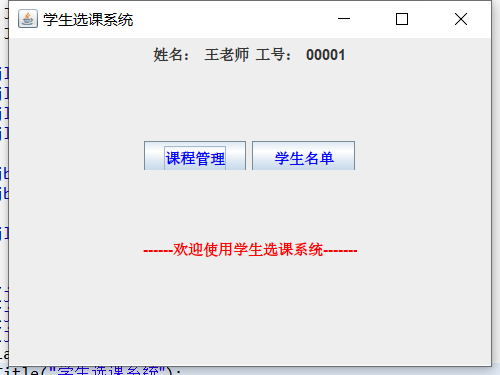 学生选课系统
姓名： 王老师 工号： 00001
课程管理 学生名单
------欢迎使用学生选课系统-------
Title("学生选课系统");